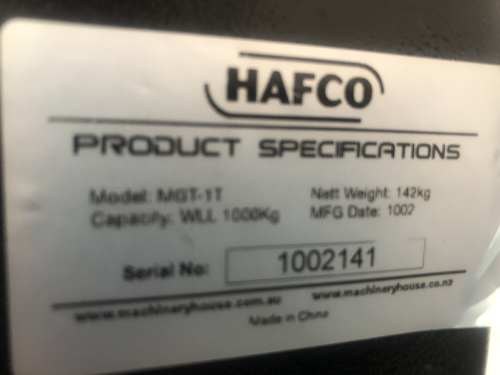 HAFCO
PRODUCT SPECIFICATIONS
Model: MGT-1T Nett Weight: 142kg
Capacity: WLL 1000Kg MFG Date: 1002
Serial No: 1002141
www.machineryhouse.com.au www.machineryhouse.co.nz
Made in China